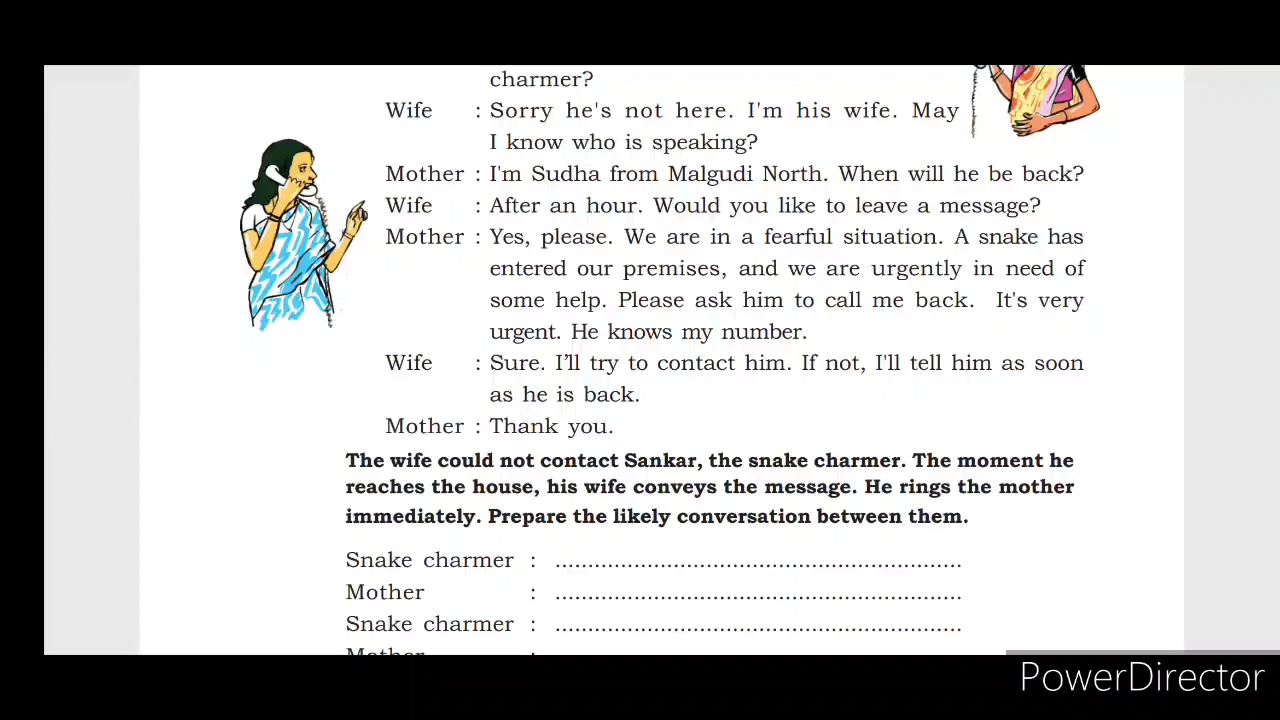 charmer?
Wife : Sorry he's not here. I'm his wife. May
I know who is speaking?
Mother : I'm Sudha from Malgudi North. When will he be back?
Wife : After an hour. Would you like to leave a message?
Mother : Yes, please. We are in a fearful situation. A snake has
entered our premises, and we are urgently in need of
some help. Please ask him to call me back. It's very
urgent. He knows my number.
Wife : Sure. I'll try to contact him. If not, I'll tell him as soon
as he is back.
Mother : Thank you.
The wife could not contact Sankar, the snake charmer. The moment he
reaches the house, his wife conveys the message. He rings the mother
immediately. Prepare the likely conversation between them.
Snake charmer : ..............................................................
Mother : ..............................................................
Snake charmer : ..............................................................
Mother :
PowerDirector